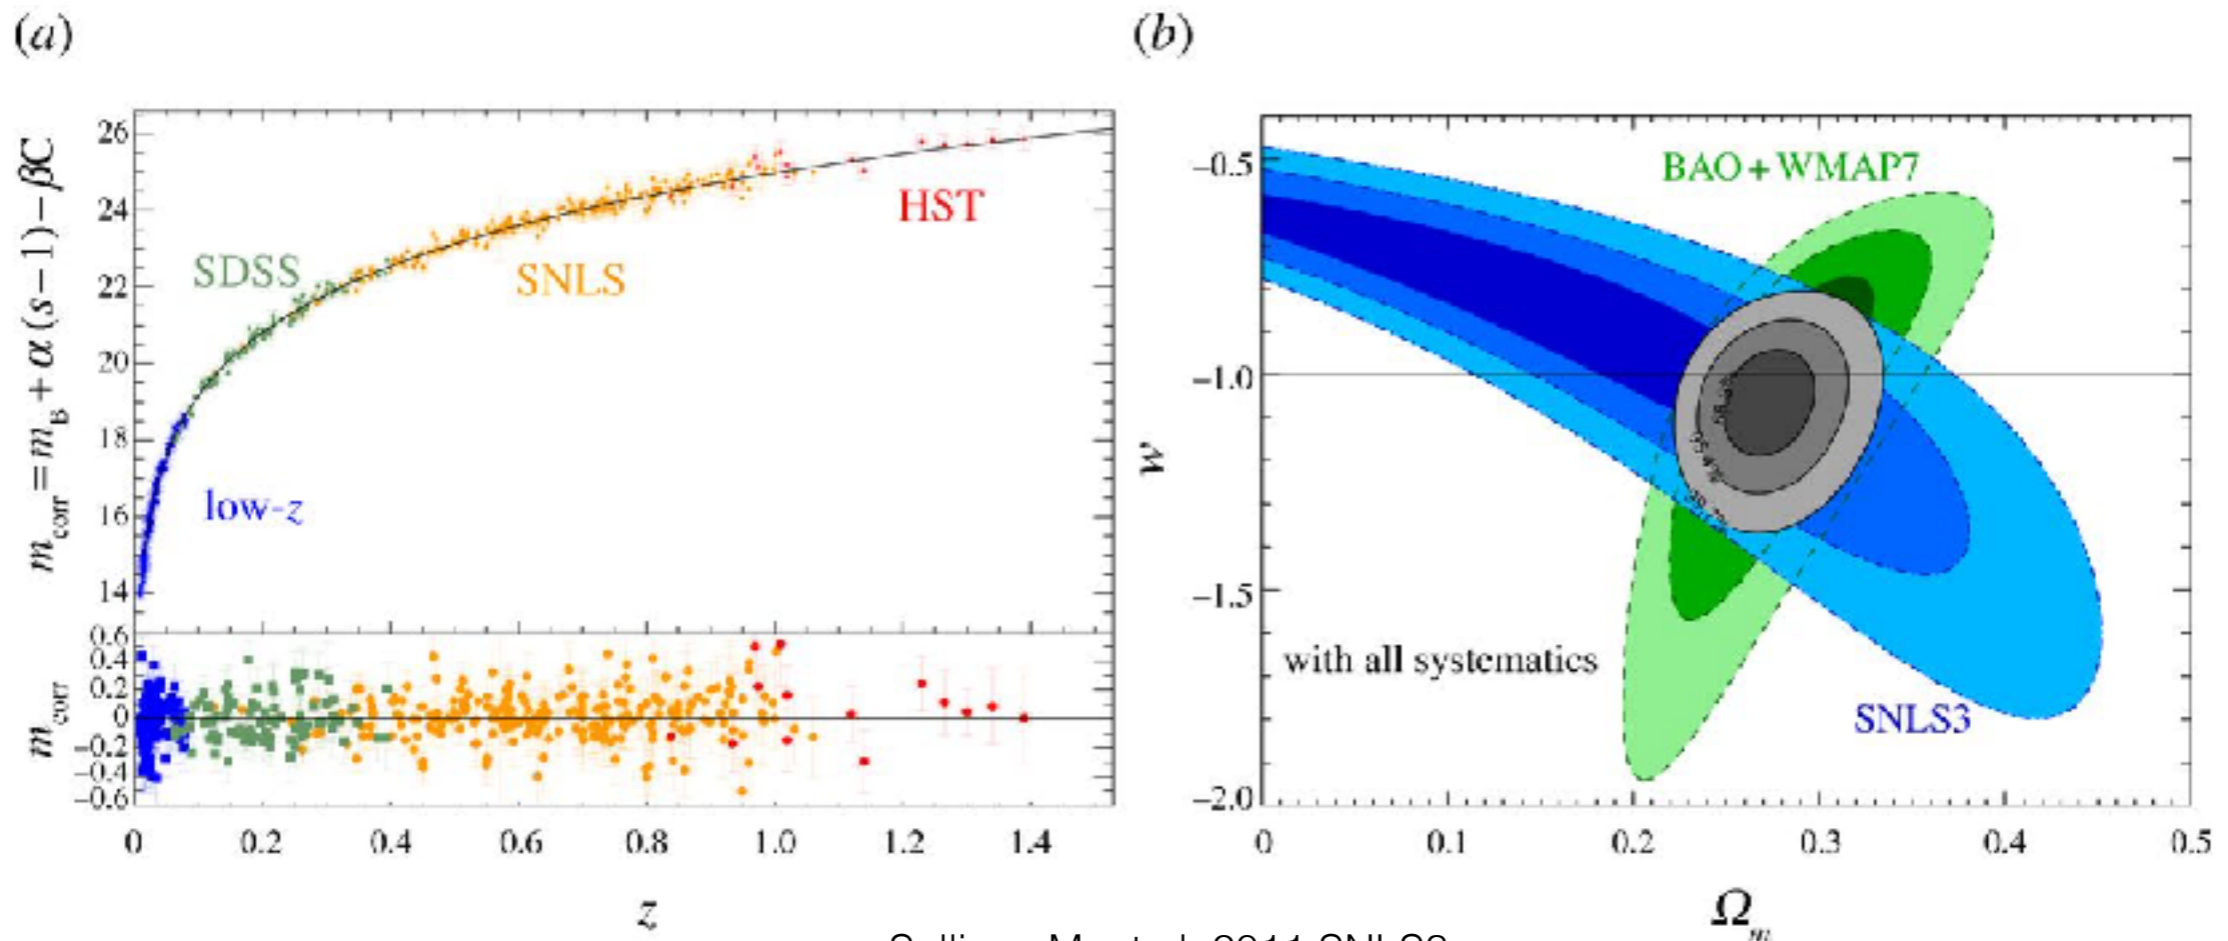 (a)
m_corr = m_B + α (s−1) − βC
26
24
22
20
18
16
14
SDSS
SNLS
HST
low-z
m_corr
0.6
0.4
0.2
0
−0.2
−0.4
−0.6
0 0.2 0.4 0.6 0.8 1.0 1.2 1.4
z
(b)
w
−0.5
−1.0
−1.5
−2.0
BAO + WMAP7
with all systematics
SNLS3
0 0.1 0.2 0.3 0.4 0.5
Ω_m
2011 SNLS3